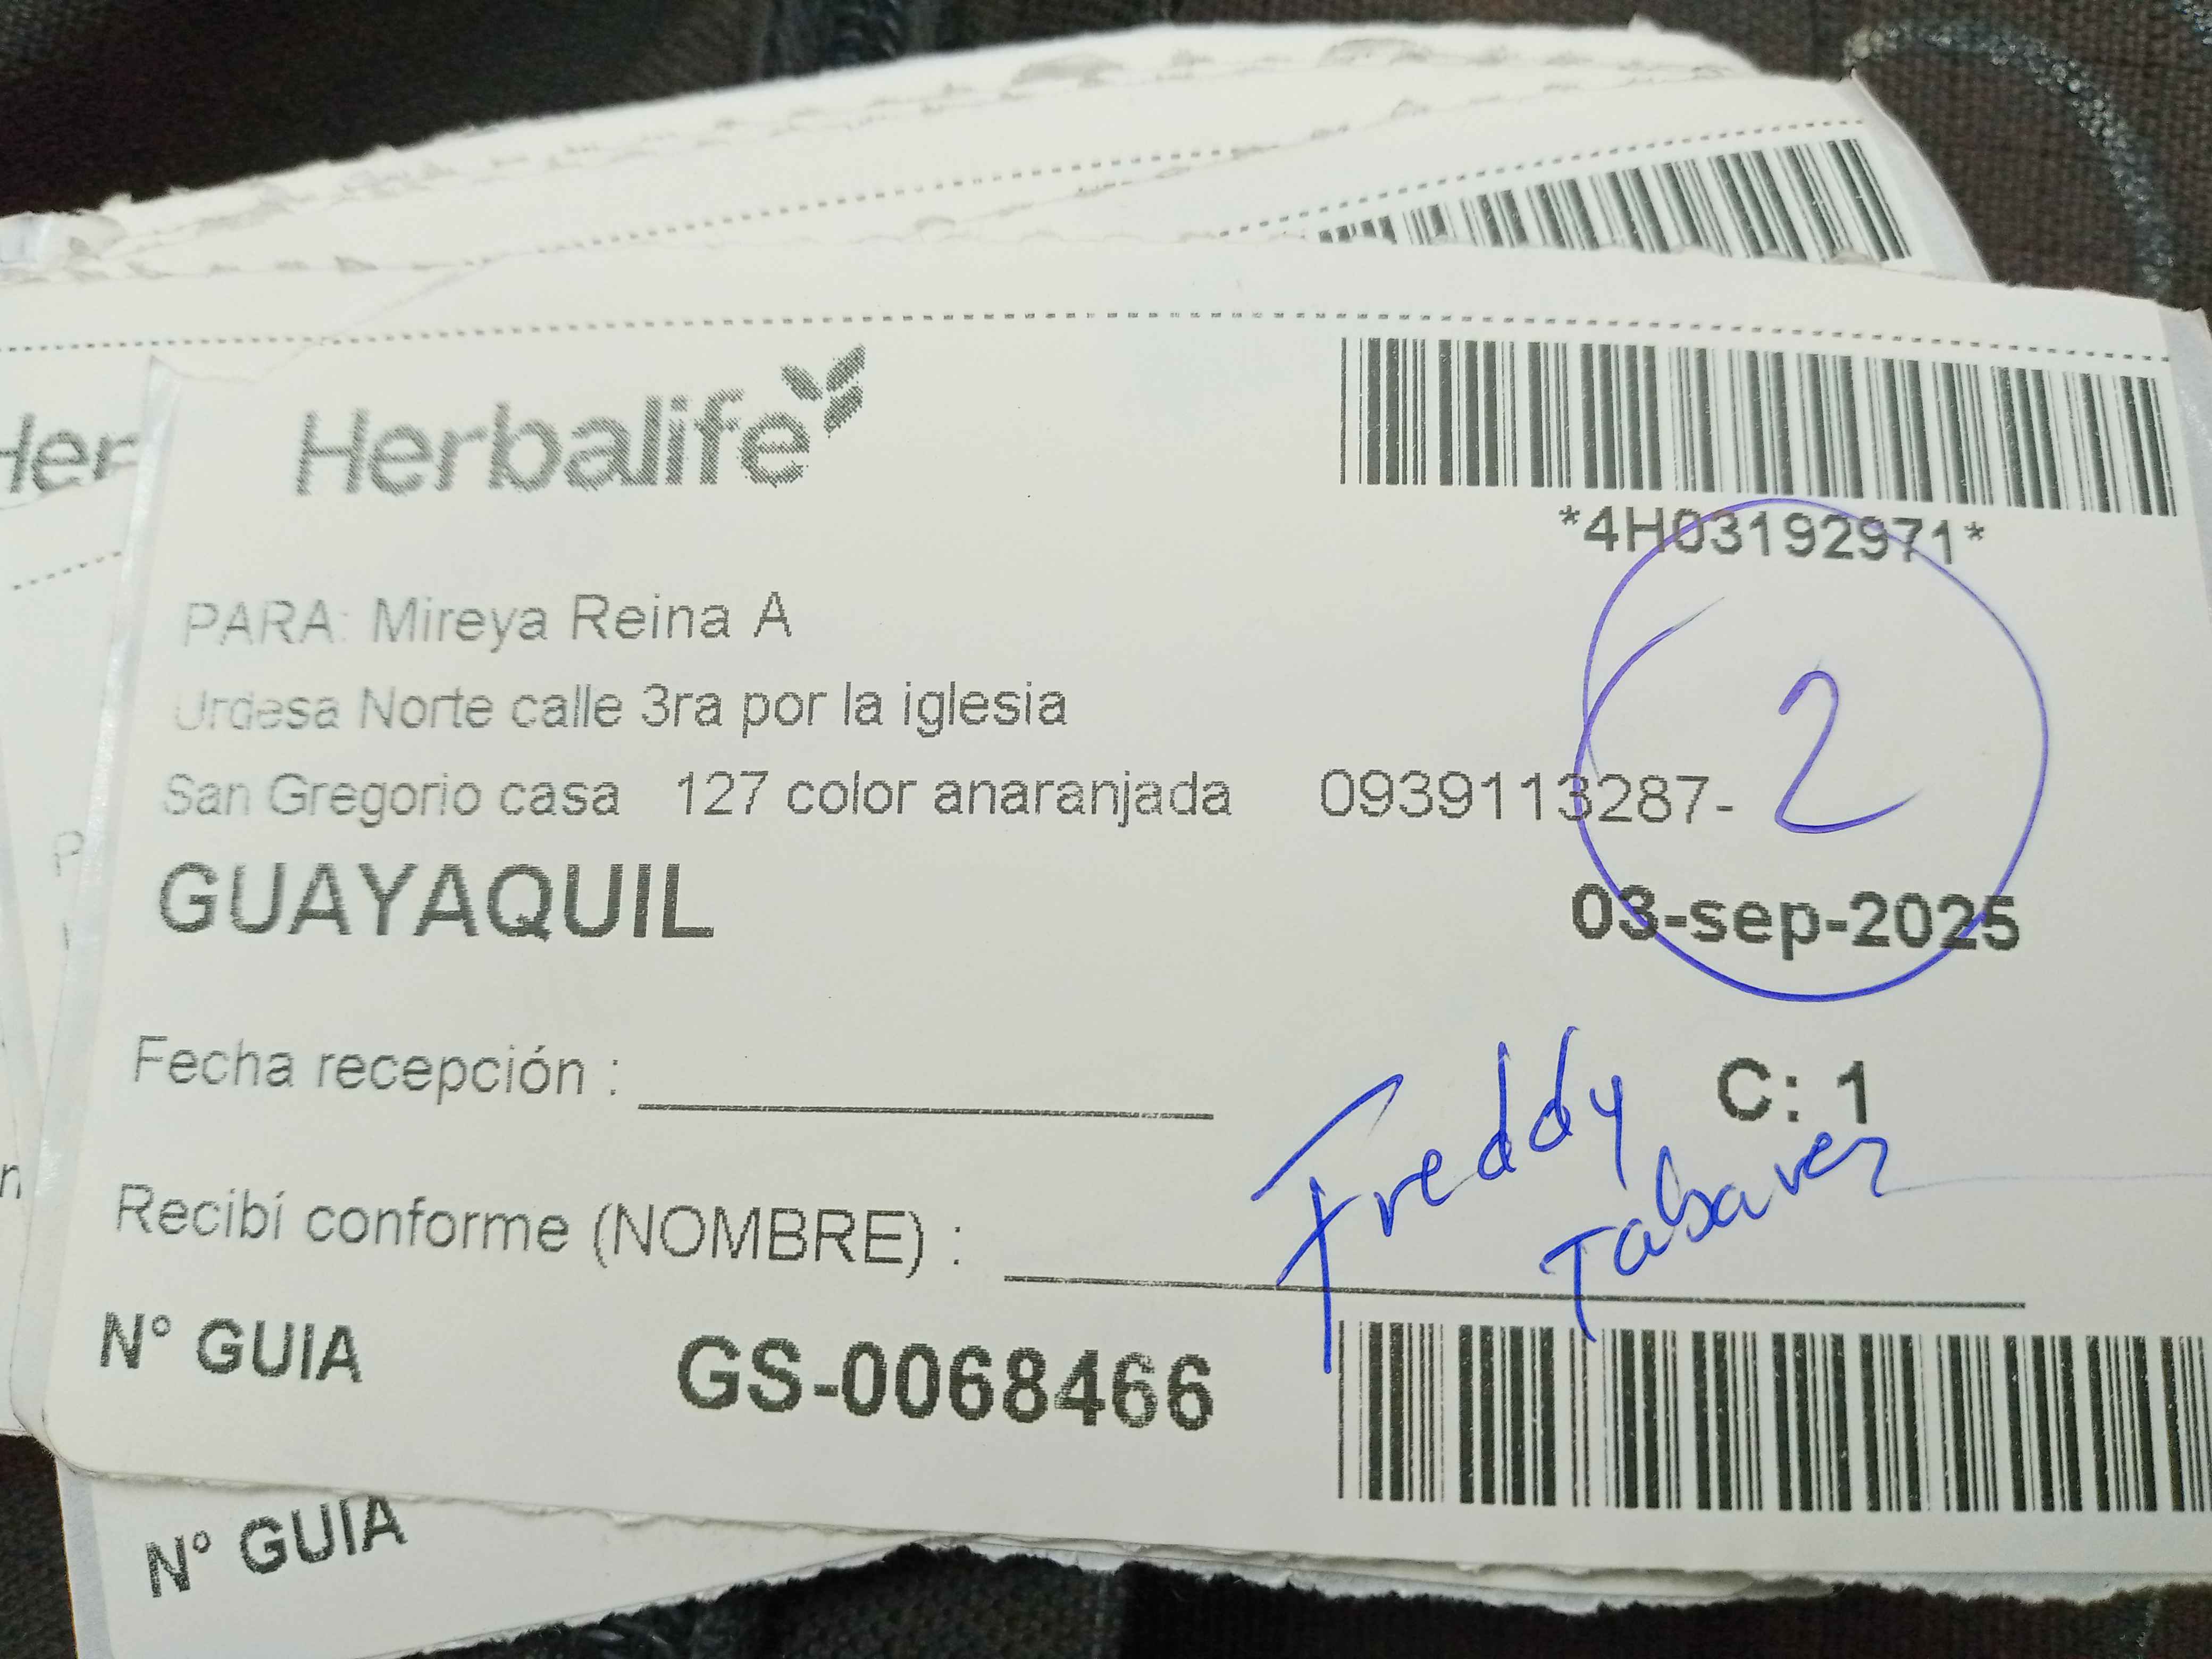 Herbalife
*4H03192971*
PARA: Mireya Reina A
Urdesa Norte calle 3ra por la iglesia
San Gregorio casa 127 color anaranjada 0939113287-
2
GUAYAQUIL
03-sep-2025
Fecha recepción :
C: 1
Freddy
Tabarez
Recibí conforme (NOMBRE) :
N° GUIA GS-0068466
N° GUIA
Her